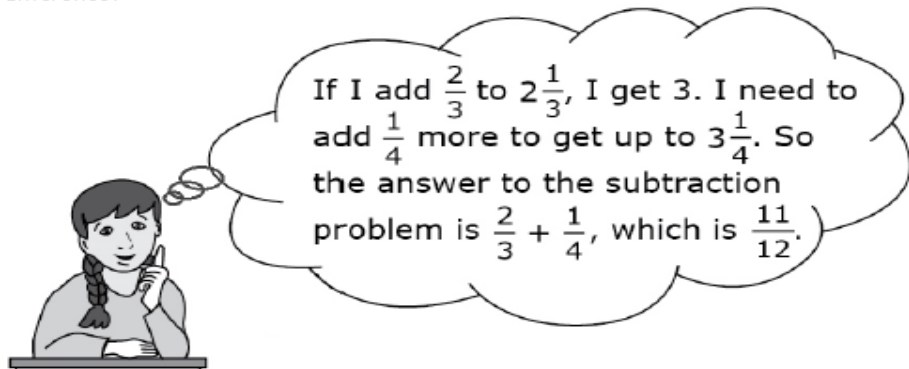 If I add 2/3 to 2 1/3, I get 3. I need to
add 1/4 more to get up to 3 1/4. So
the answer to the subtraction
problem is 2/3 + 1/4, which is 11/12.